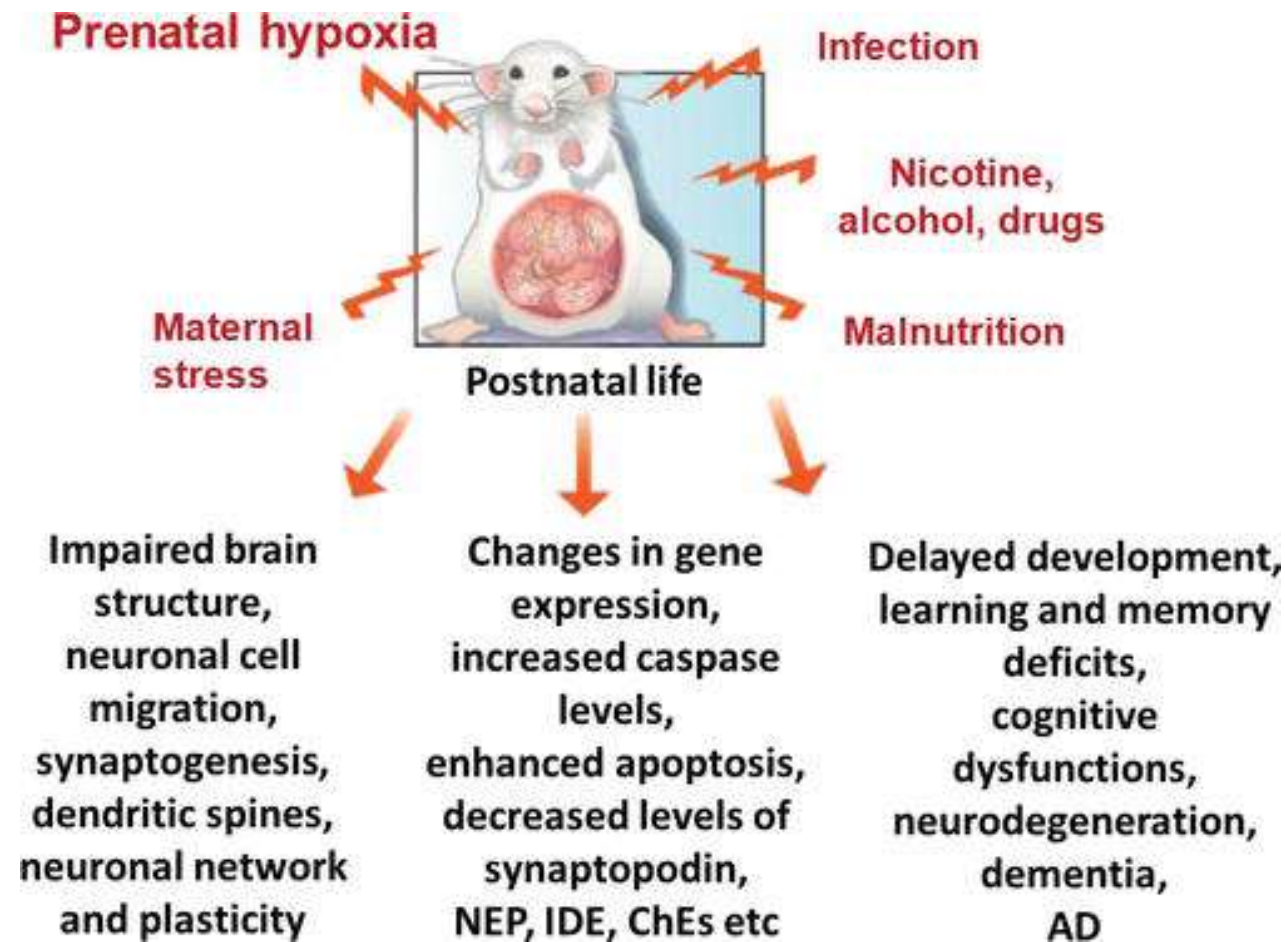 Prenatal hypoxia
Infection
Nicotine,
alcohol, drugs
Maternal
stress
Malnutrition
Postnatal life
Impaired brain
structure,
neuronal cell
migration,
synaptogenesis,
dendritic spines,
neuronal network
and plasticity
Changes in gene
expression,
increased caspase
levels,
enhanced apoptosis,
decreased levels of
synaptopodin,
NEP, IDE, ChEs etc
Delayed development,
learning and memory
deficits,
cognitive
dysfunctions,
neurodegeneration,
dementia,
AD